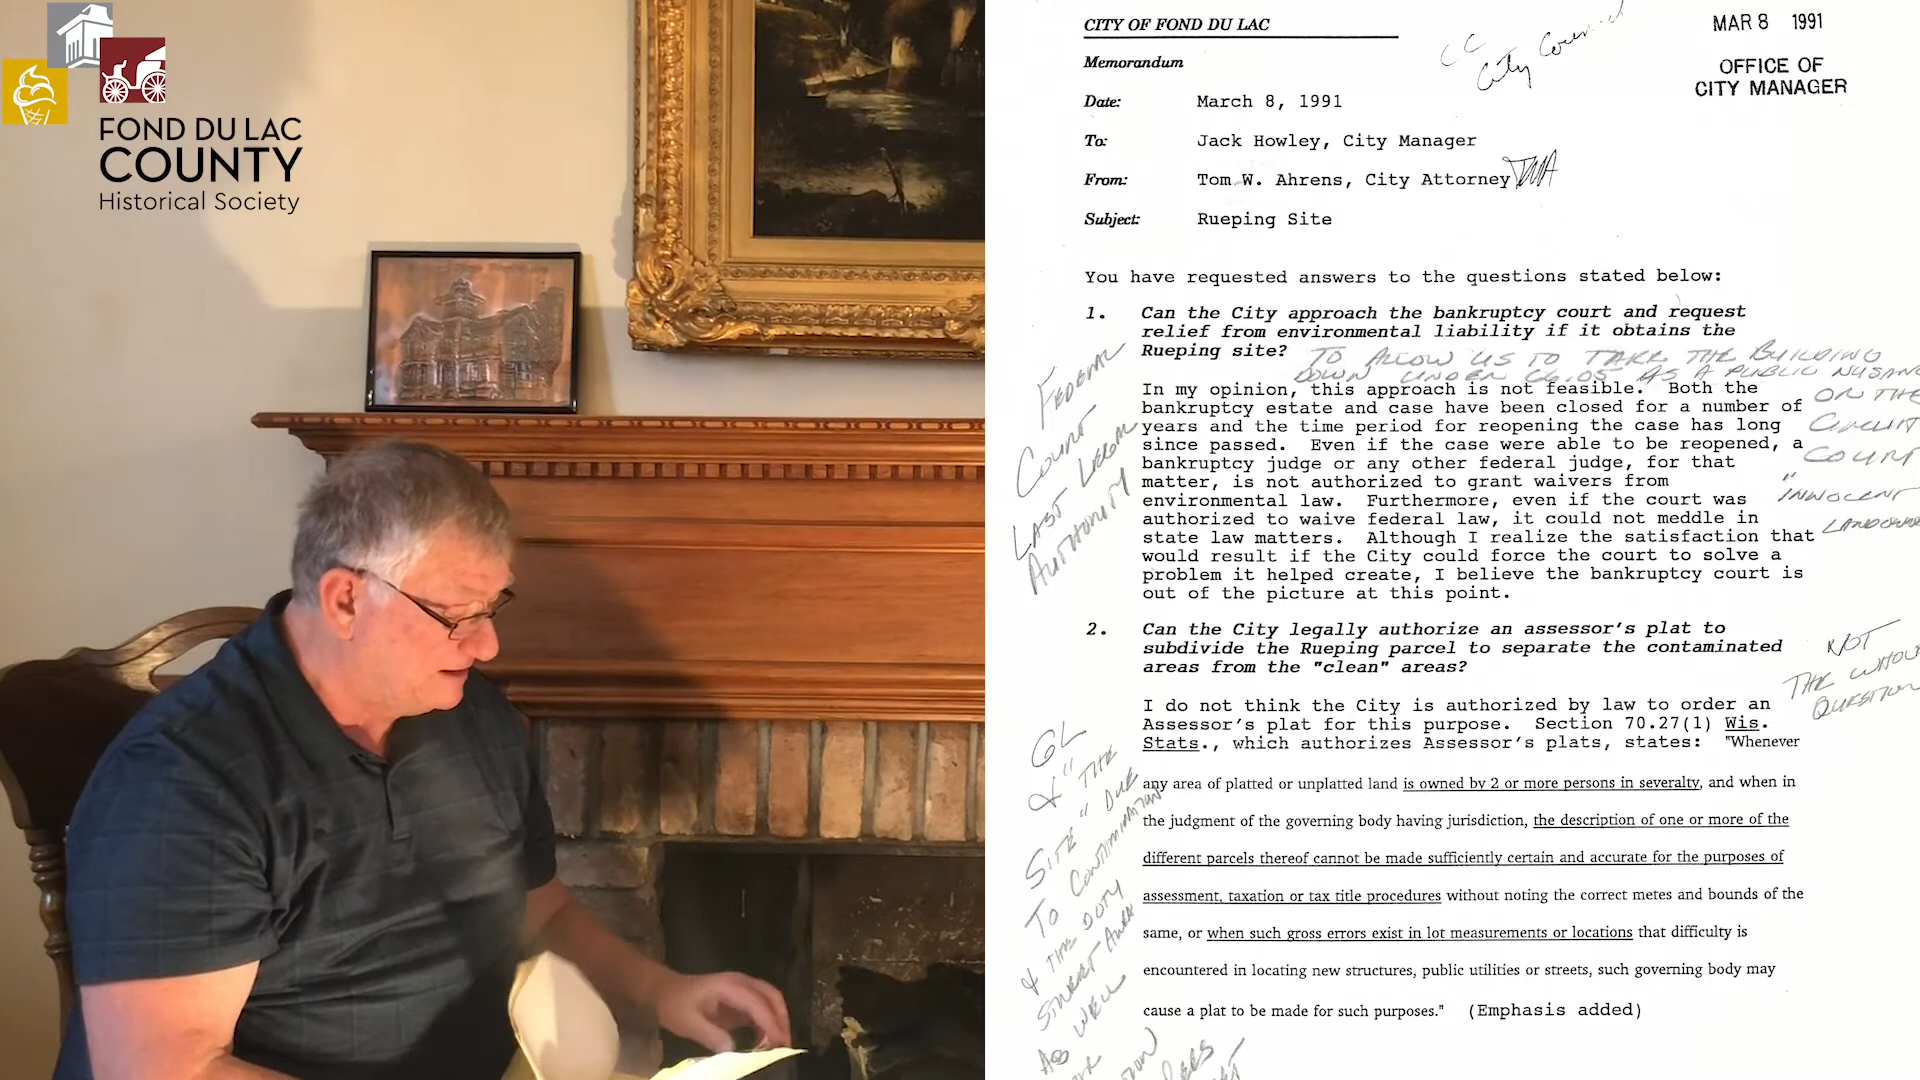 FOND DU LAC
COUNTY
Historical Society
CITY OF FOND DU LAC
CC
City Council
MAR 8 1991
OFFICE OF
CITY MANAGER
Memorandum
Date: March 8, 1991
To: Jack Howley, City Manager
From: Tom W. Ahrens, City Attorney
Subject: Rueping Site
You have requested answers to the questions stated below:
1. Can the City approach the bankruptcy court and request
relief from environmental liability if it obtains the
Rueping site?
TO ALLOW US TO TAKE THE BUILDING
DOWN UNDER 66.05 AS A PUBLIC
ON THE
CIRCUIT
COURT
"INNOCENT
FEDERAL
COURT
LAST LEGAL
AUTHORITY
In my opinion, this approach is not feasible. Both the
bankruptcy estate and case have been closed for a number of
years and the time period for reopening the case has long
since passed. Even if the case were able to be reopened, a
bankruptcy judge or any other federal judge, for that
matter, is not authorized to grant waivers from
environmental law. Furthermore, even if the court was
authorized to waive federal law, it could not meddle in
state law matters. Although I realize the satisfaction that
would result if the City could force the court to solve a
problem it helped create, I believe the bankruptcy court is
out of the picture at this point.
2. Can the City legally authorize an assessor's plat to
subdivide the Rueping parcel to separate the contaminated
areas from the "clean" areas?
NOT
THE WHOLE
QUESTION
I do not think the City is authorized by law to order an
Assessor's plat for this purpose. Section 70.27(1) Wis.
Stats., which authorizes Assessor's plats, states: "Whenever
any area of platted or unplatted land is owned by 2 or more persons in severalty, and when in
the judgment of the governing body having jurisdiction, the description of one or more of the
different parcels thereof cannot be made sufficiently certain and accurate for the purposes of
assessment, taxation or tax title procedures without noting the correct metes and bounds of the
same, or when such gross errors exist in lot measurements or locations that difficulty is
encountered in locating new structures, public utilities or streets, such governing body may
cause a plat to be made for such purposes." (Emphasis added)
"THE
SITE" DUE
TO CONTAMINATION
& THE DOTY
STREET AREA
AS WELL